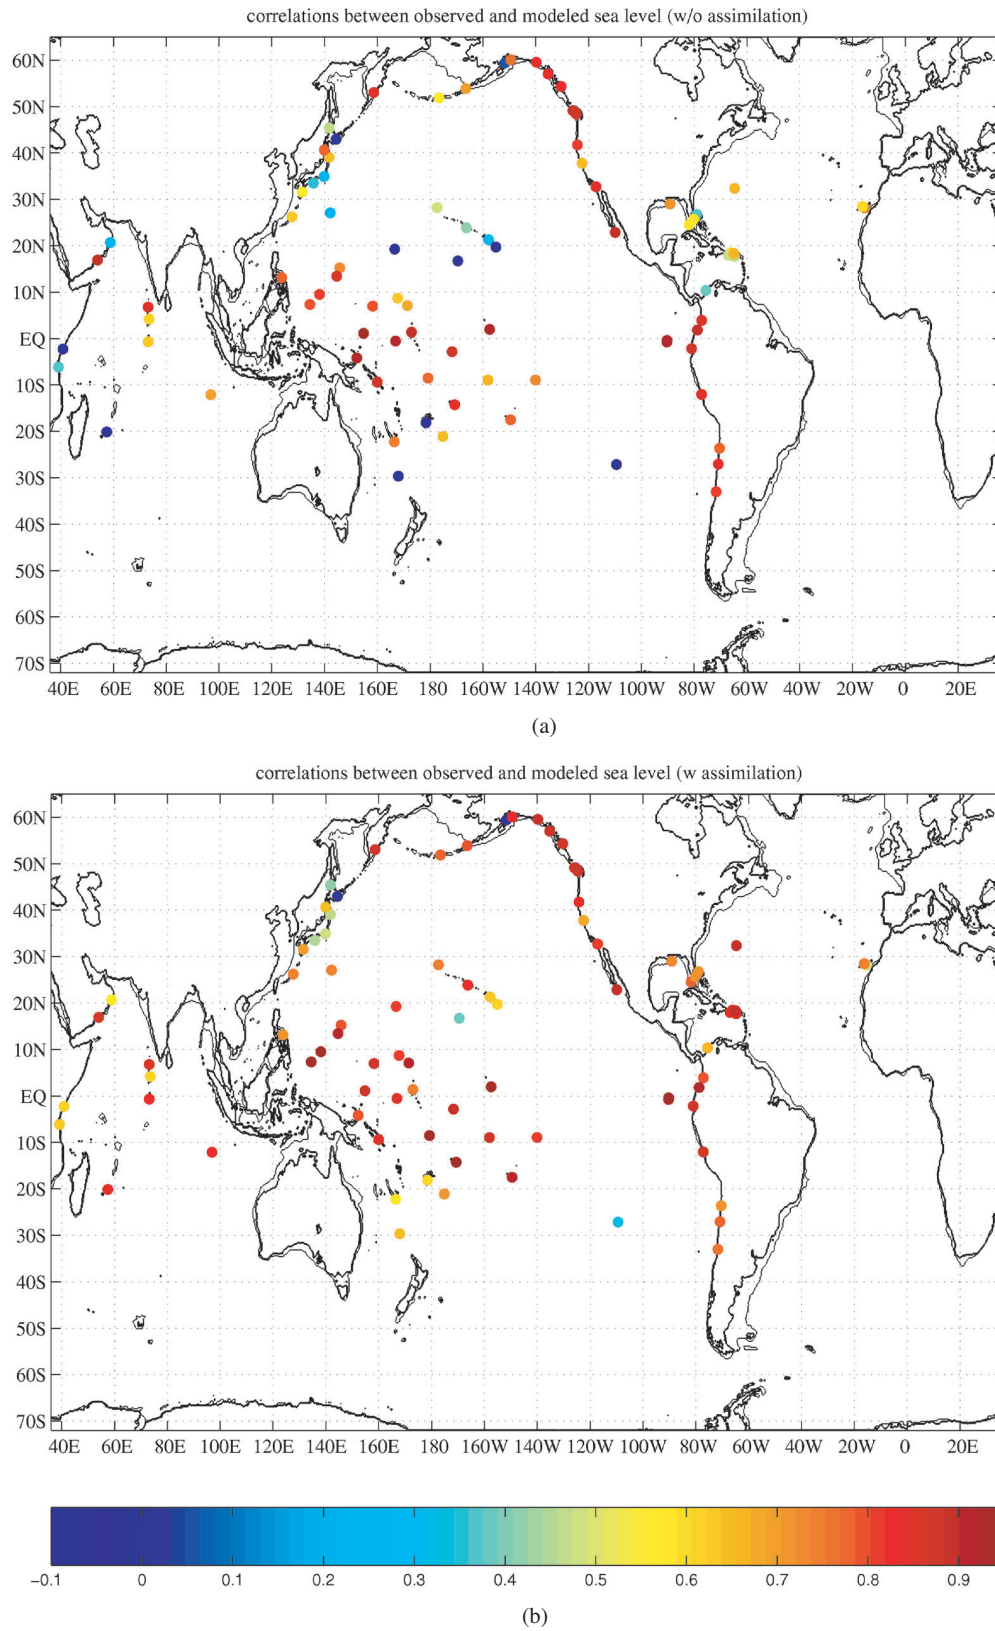 correlations between observed and modeled sea level (w/o assimilation)
60N
50N
40N
30N
20N
10N
EQ
10S
20S
30S
40S
50S
60S
70S
40E 60E 80E 100E 120E 140E 160E 180 160W 140W 120W 100W 80W 60W 40W 20W 0 20E
(a)
correlations between observed and modeled sea level (w assimilation)
60N
50N
40N
30N
20N
10N
EQ
10S
20S
30S
40S
50S
60S
70S
40E 60E 80E 100E 120E 140E 160E 180 160W 140W 120W 100W 80W 60W 40W 20W 0 20E
−0.1 0 0.1 0.2 0.3 0.4 0.5 0.6 0.7 0.8 0.9
(b)